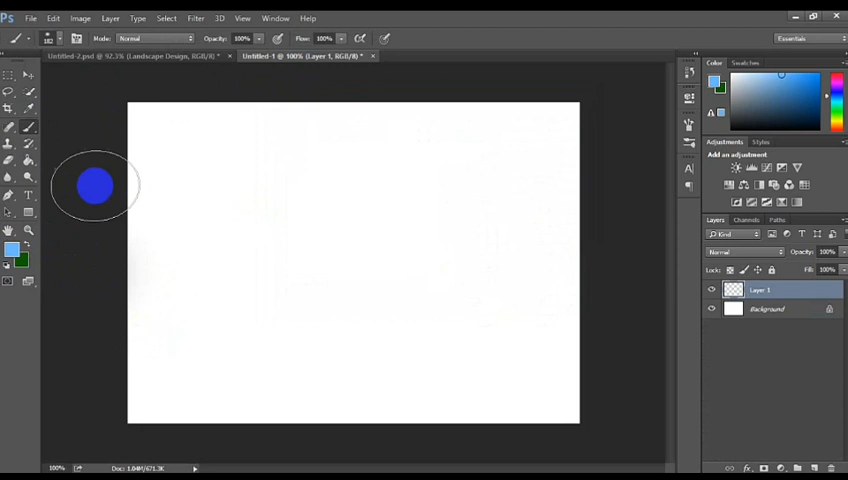 Ps File Edit Image Layer Type Select Filter 3D View Window Help
182 Mode: Normal Opacity: 100% Flow: 100% Essentials
Untitled-2.psd @ 92.3% (Landscape Design, RGB/8) * × Untitled-1 @ 100% (Layer 1, RGB/8) * ×
Color Swatches
Adjustments Styles
Add an adjustment
A
Layers Channels Paths
Kind T
Normal Opacity: 100%
Lock: Fill: 100%
Layer 1
Background
T
100% Doc: 1.04M/671.3K
fx